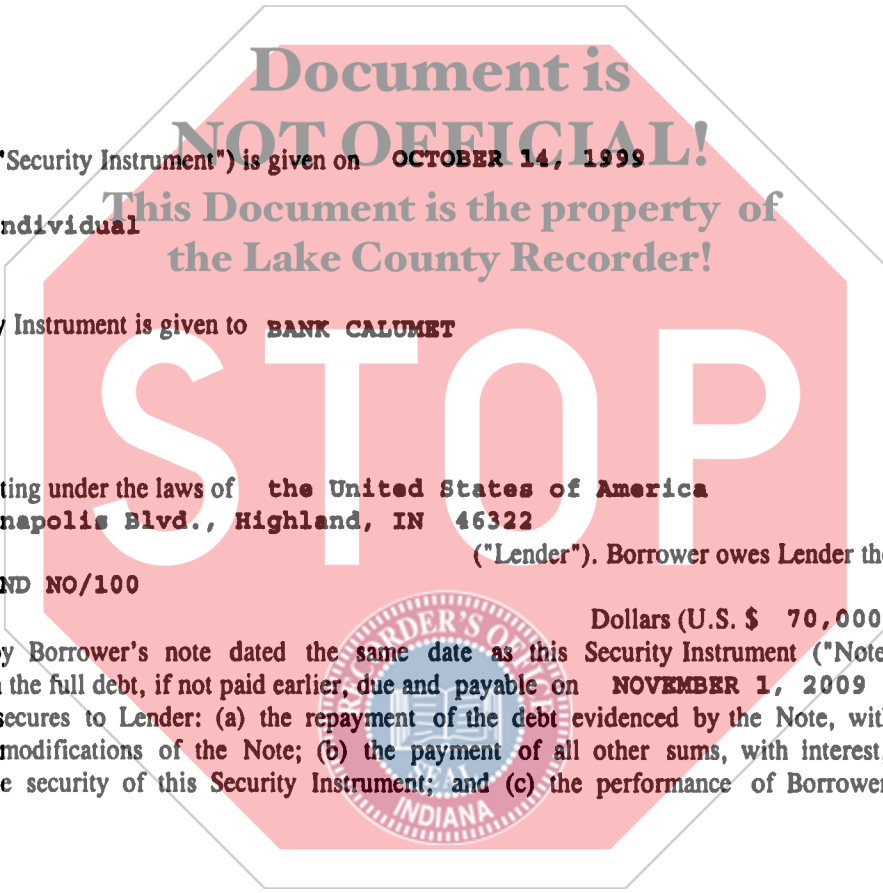 Document is
NOT OFFICIAL!
"Security Instrument") is given on OCTOBER 14, 1999
This Document is the property of
ndividual
the Lake County Recorder!
y Instrument is given to BANK CALUMET
STOP
ting under the laws of the United States of America
napolis Blvd., Highland, IN 46322
("Lender"). Borrower owes Lender the
ND NO/100
Dollars (U.S. $ 70,000
y Borrower's note dated the same date as this Security Instrument ("Note
the full debt, if not paid earlier, due and payable on NOVEMBER 1, 2009
secures to Lender: (a) the repayment of the debt evidenced by the Note, wit
modifications of the Note; (b) the payment of all other sums, with interest,
e security of this Security Instrument; and (c) the performance of Borrower
RECORDER'S OFFICE
SEAL
INDIANA